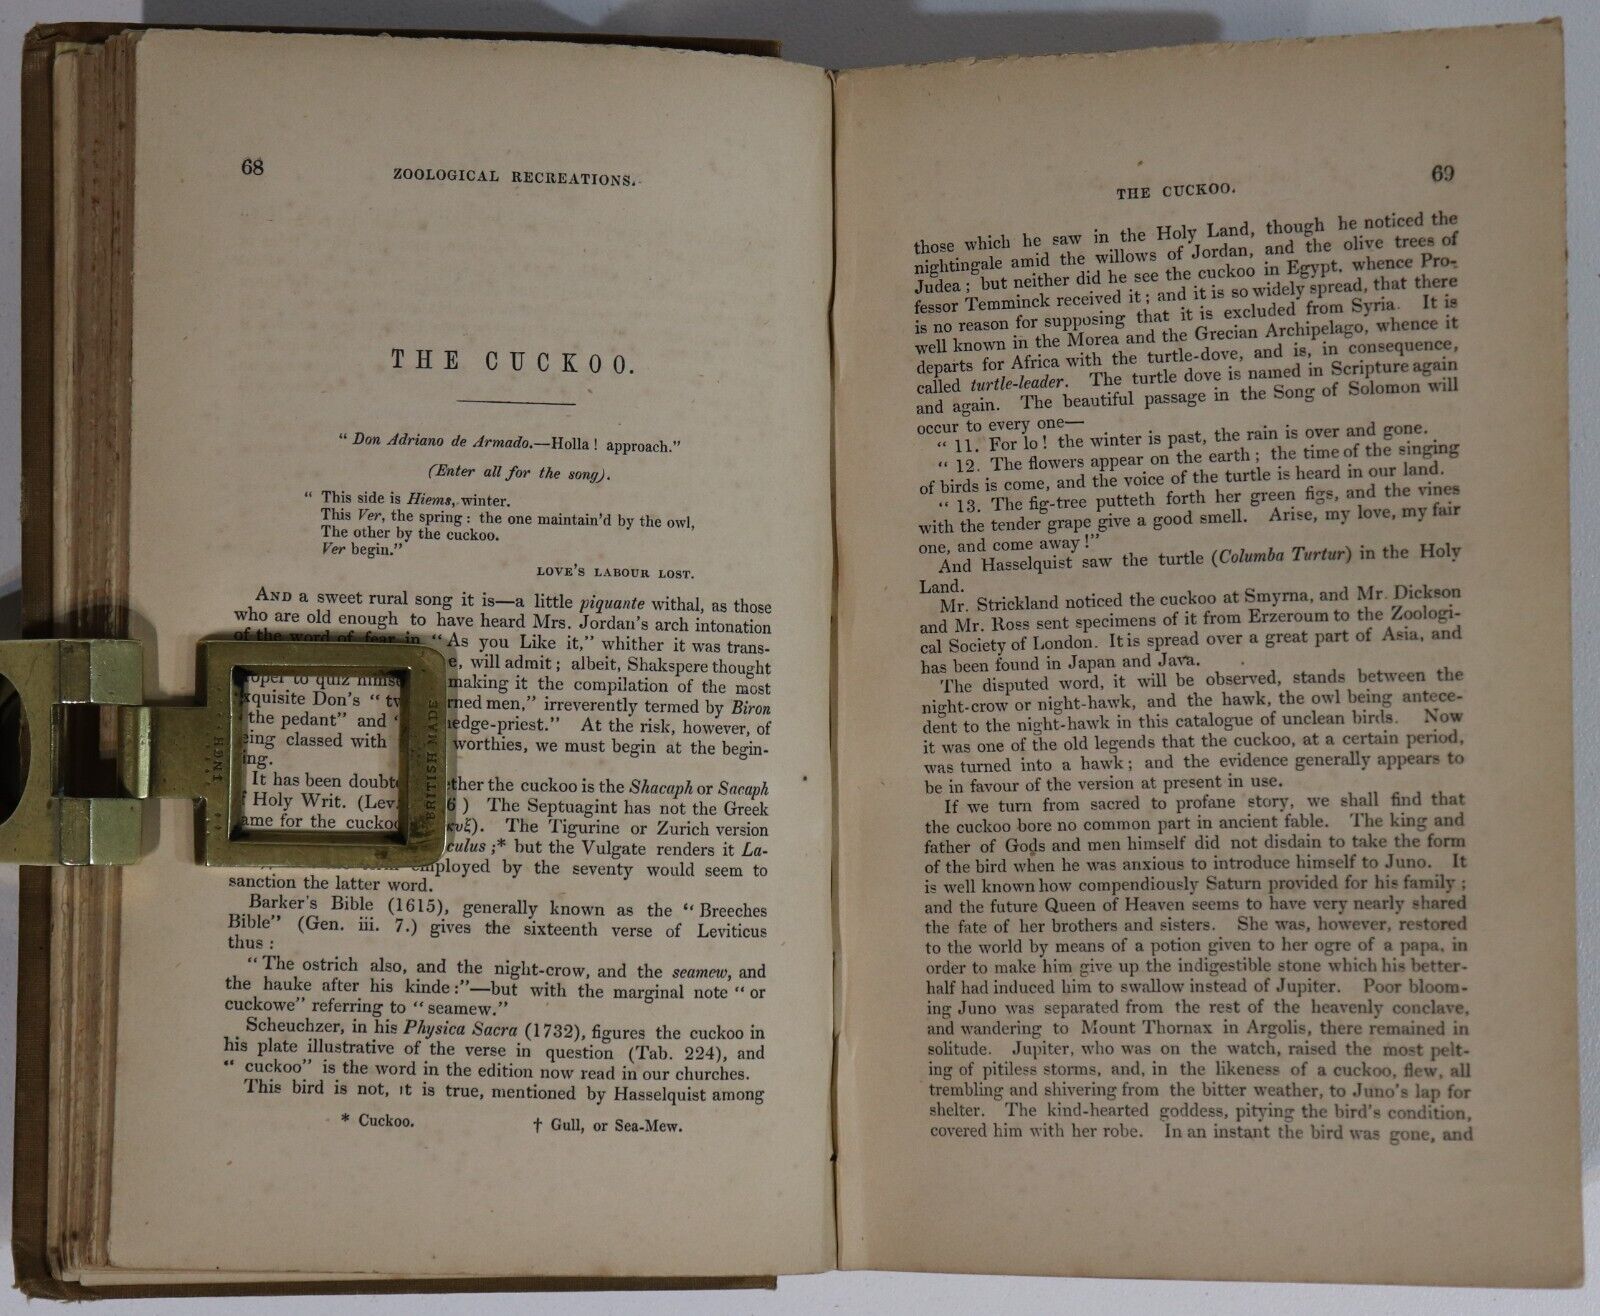 68
ZOOLOGICAL RECREATIONS.
THE CUCKOO.
“ Don Adriano de Armado.—Holla ! approach.”
(Enter all for the song).
“ This side is Hiems, winter.
This Ver, the spring : the one maintain’d by the owl,
The other by the cuckoo.
Ver begin.”
LOVE’S LABOUR LOST.
AND a sweet rural song it is—a little piquante withal, as those
who are old enough to have heard Mrs. Jordan’s arch intonation
of the word of fear in “ As you Like it,” whither it was trans-
will admit ; albeit, Shakspere thought
to quiz making it the compilation of the most
Don’s “ men,” irreverently termed by Biron
the pedant” and At the risk, however, of
classed with worthies, we must begin at the begin-
It has been the cuckoo is the Shacaph or Sacaph
Holy Writ. (Lev. 6 ) The Septuagint has not the Greek
for the The Tigurine or Zurich version
;* but the Vulgate renders it La-
employed by the seventy would seem to
sanction the latter word.
Barker’s Bible (1615), generally known as the “ Breeches
Bible” (Gen. iii. 7.) gives the sixteenth verse of Leviticus
thus :
“ The ostrich also, and the night-crow, and the seamew, and
the hauke after his kinde :”—but with the marginal note “ or
cuckowe” referring to “ seamew.”
Scheuchzer, in his Physica Sacra (1732), figures the cuckoo in
his plate illustrative of the verse in question (Tab. 224), and
“ cuckoo” is the word in the edition now read in our churches.
This bird is not, it is true, mentioned by Hasselquist among
* Cuckoo. † Gull, or Sea-Mew.
BRITISH MADE
THE CUCKOO.
69
those which he saw in the Holy Land, though he noticed the
nightingale amid the willows of Jordan, and the olive trees of
Judea ; but neither did he see the cuckoo in Egypt, whence Pro-
fessor Temminck received it ; and it is so widely spread, that there
is no reason for supposing that it is excluded from Syria. It is
well known in the Morea and the Grecian Archipelago, whence it
departs for Africa with the turtle-dove, and is, in consequence,
called turtle-leader. The turtle dove is named in Scripture again
and again. The beautiful passage in the Song of Solomon will
occur to every one—
“ 11. For lo ! the winter is past, the rain is over and gone.
“ 12. The flowers appear on the earth ; the time of the singing
of birds is come, and the voice of the turtle is heard in our land.
“ 13. The fig-tree putteth forth her green figs, and the vines
with the tender grape give a good smell. Arise, my love, my fair
one, and come away !”
And Hasselquist saw the turtle (Columba Turtur) in the Holy
Land.
Mr. Strickland noticed the cuckoo at Smyrna, and Mr. Dickson
and Mr. Ross sent specimens of it from Erzeroum to the Zoologi-
cal Society of London. It is spread over a great part of Asia, and
has been found in Japan and Java.
The disputed word, it will be observed, stands between the
night-crow or night-hawk, and the hawk, the owl being antece-
dent to the night-hawk in this catalogue of unclean birds. Now
it was one of the old legends that the cuckoo, at a certain period,
was turned into a hawk ; and the evidence generally appears to
be in favour of the version at present in use.
If we turn from sacred to profane story, we shall find that
the cuckoo bore no common part in ancient fable. The king and
father of Gods and men himself did not disdain to take the form
of the bird when he was anxious to introduce himself to Juno. It
is well known how compendiously Saturn provided for his family ;
and the future Queen of Heaven seems to have very nearly shared
the fate of her brothers and sisters. She was, however, restored
to the world by means of a potion given to her ogre of a papa, in
order to make him give up the indigestible stone which his better-
half had induced him to swallow instead of Jupiter. Poor bloom-
ing Juno was separated from the rest of the heavenly conclave,
and wandering to Mount Thornax in Argolis, there remained in
solitude. Jupiter, who was on the watch, raised the most pelt-
ing of pitiless storms, and, in the likeness of a cuckoo, flew, all
trembling and shivering from the bitter weather, to Juno’s lap for
shelter. The kind-hearted goddess, pitying the bird’s condition,
covered him with her robe. In an instant the bird was gone, and